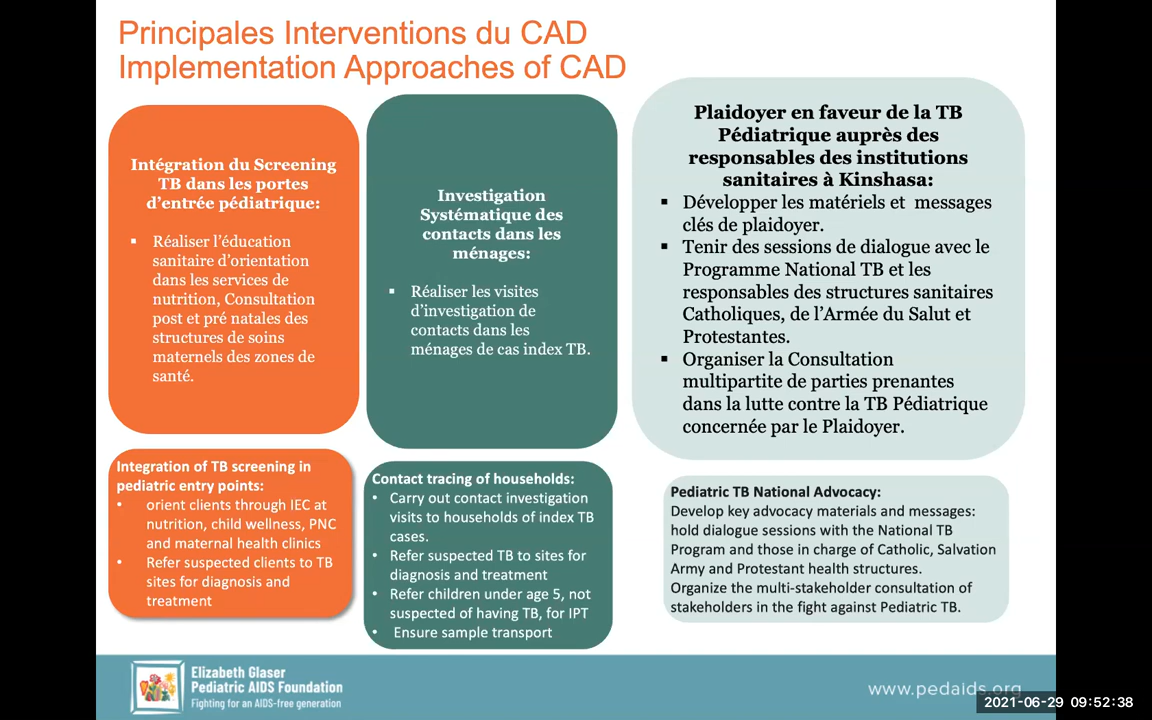 Principales Interventions du CAD
Implementation Approaches of CAD
Intégration du Screening
TB dans les portes
d'entrée pédiatrique:
▪ Réaliser l'éducation
sanitaire d'orientation
dans les services de
nutrition, Consultation
post et pré natales des
structures de soins
maternels des zones de
santé.
Investigation
Systématique des
contacts dans les
ménages:
▪ Réaliser les visites
d'investigation de
contacts dans les
ménages de cas index TB.
Plaidoyer en faveur de la TB
Pédiatrique auprès des
responsables des institutions
sanitaires à Kinshasa:
▪ Développer les matériels et messages
clés de plaidoyer.
▪ Tenir des sessions de dialogue avec le
Programme National TB et les
responsables des structures sanitaires
Catholiques, de l'Armée du Salut et
Protestantes.
▪ Organiser la Consultation
multipartite de parties prenantes
dans la lutte contre la TB Pédiatrique
concernée par le Plaidoyer.
Integration of TB screening in
pediatric entry points:
• orient clients through IEC at
nutrition, child wellness, PNC
and maternal health clinics
• Refer suspected clients to TB
sites for diagnosis and
treatment
Contact tracing of households:
• Carry out contact investigation
visits to households of index TB
cases.
• Refer suspected TB to sites for
diagnosis and treatment
• Refer children under age 5, not
suspected of having TB, for IPT
• Ensure sample transport
Pediatric TB National Advocacy:
Develop key advocacy materials and messages:
hold dialogue sessions with the National TB
Program and those in charge of Catholic, Salvation
Army and Protestant health structures.
Organize the multi-stakeholder consultation of
stakeholders in the fight against Pediatric TB.
Elizabeth Glaser
Pediatric AIDS Foundation
Fighting for an AIDS-free generation
www.pedaids.org
2021-06-29 09:52:38